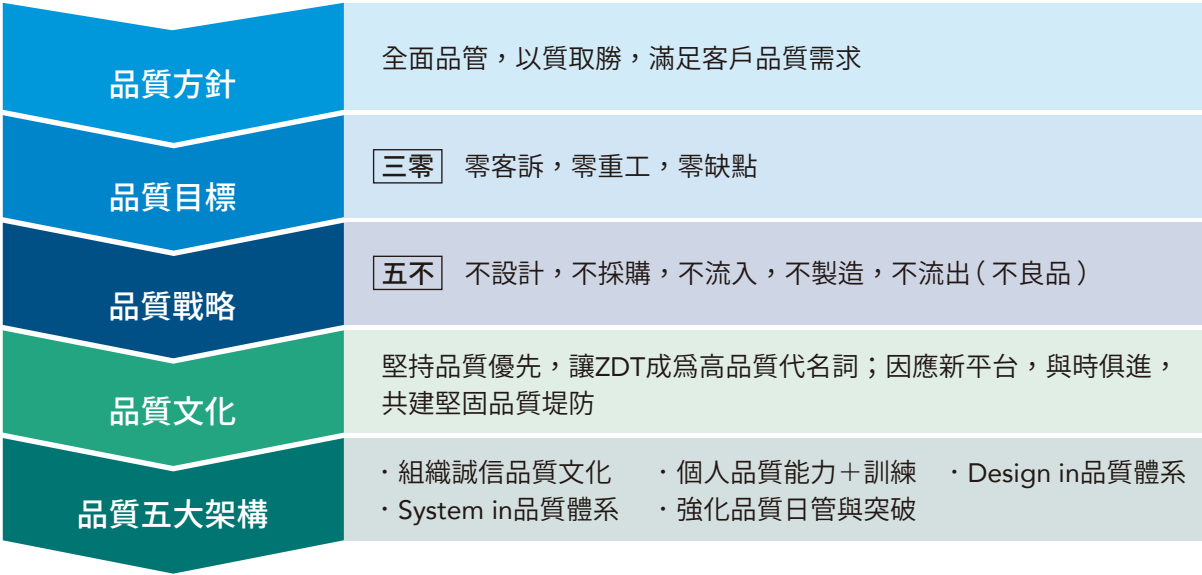 品質方針
全面品管，以質取勝，滿足客戶品質需求
品質目標
三零 零客訴，零重工，零缺點
品質戰略
五不 不設計，不採購，不流入，不製造，不流出（不良品）
品質文化
堅持品質優先，讓ZDT成爲高品質代名詞；因應新平台，與時俱進，
共建堅固品質堤防
品質五大架構
・組織誠信品質文化 ・個人品質能力＋訓練 ・Design in品質體系
・System in品質體系 ・強化品質日管與突破